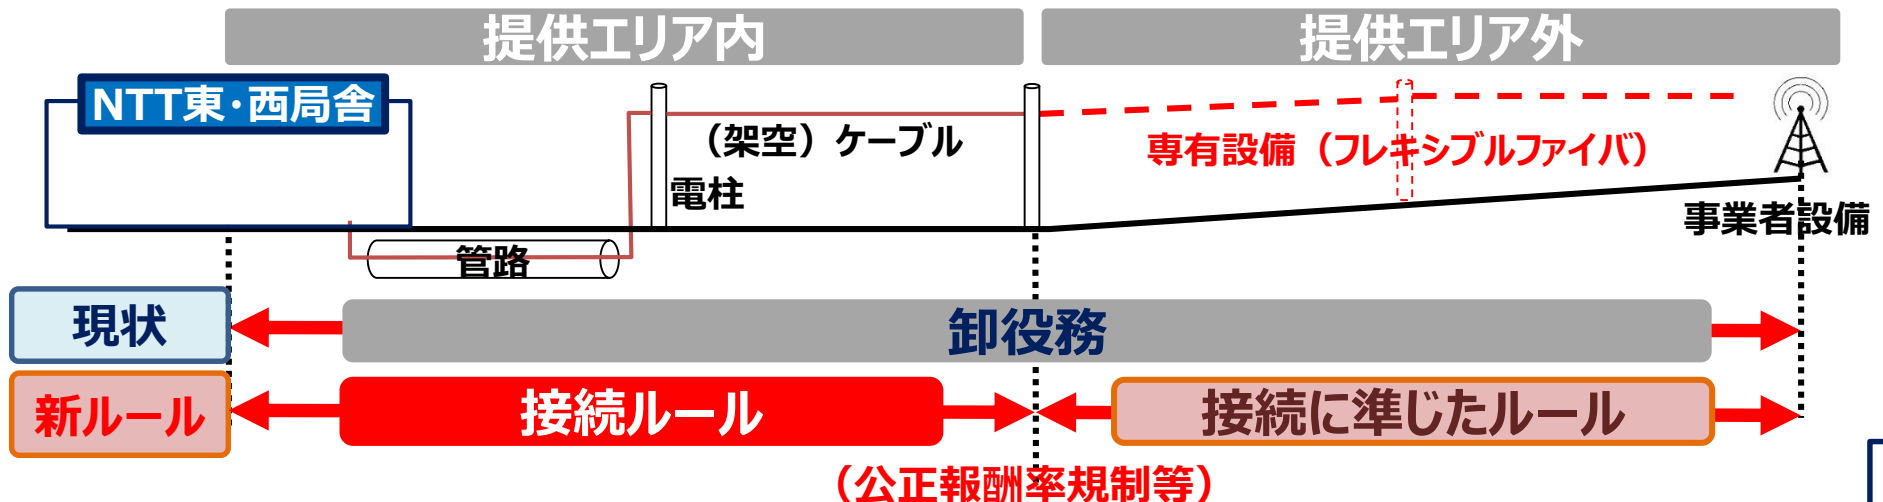 提供エリア内
提供エリア外
NTT東・西局舎
（架空）ケーブル
専有設備（フレキシブルファイバ）
電柱
事業者設備
管路
現状
卸役務
新ルール
接続ルール
接続に準じたルール
（公正報酬率規制等）